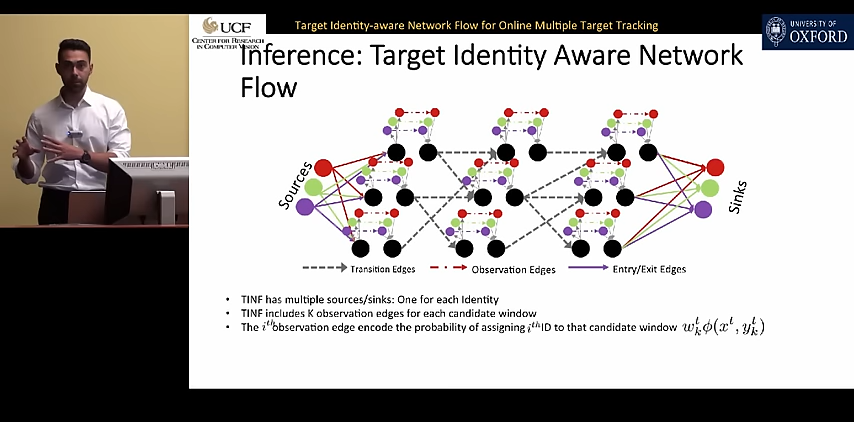 UCF
CENTER FOR RESEARCH
IN COMPUTER VISION
Target Identity-aware Network Flow for Online Multiple Target Tracking
UNIVERSITY OF
OXFORD
Inference: Target Identity Aware Network
Flow
Sources
Sinks
Transition Edges
Observation Edges
Entry/Exit Edges
• TINF has multiple sources/sinks: One for each Identity
• TINF includes K observation edges for each candidate window
• The i^{th}observation edge encode the probability of assigning i^{th}ID to that candidate window w_k^t ϕ(x^t, y_k^t)